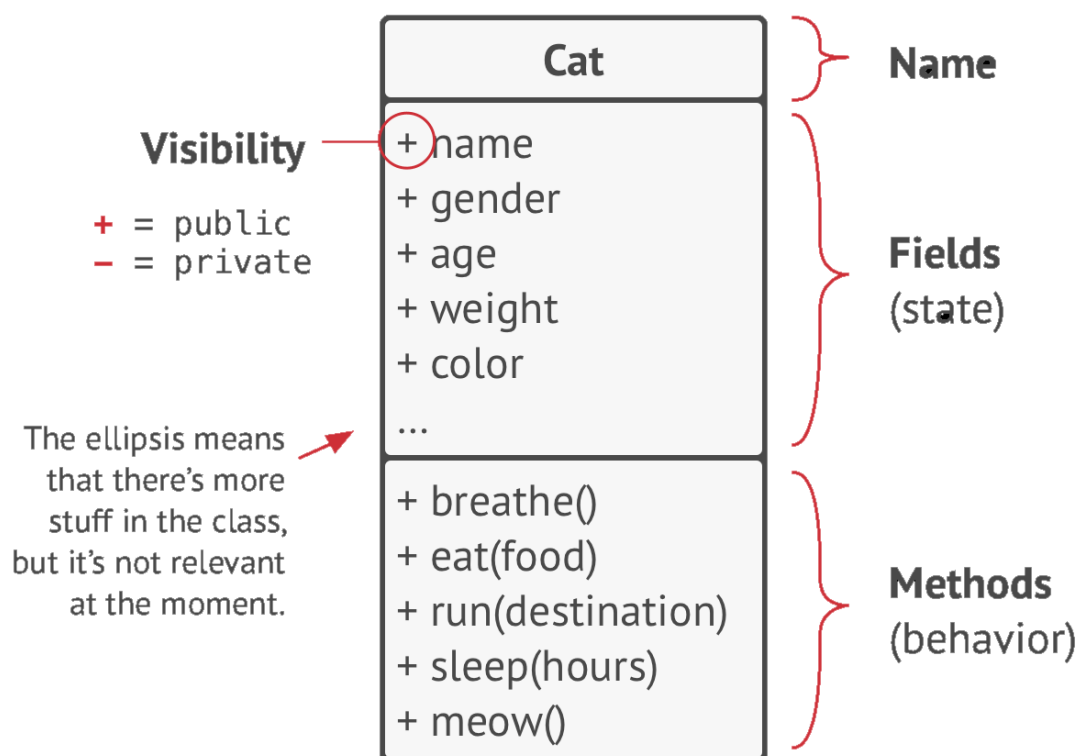 Cat
Name
Visibility
+ = public
− = private
+ name
+ gender
+ age
+ weight
+ color
...
Fields
(state)
The ellipsis means
that there's more
stuff in the class,
but it's not relevant
at the moment.
+ breathe()
+ eat(food)
+ run(destination)
+ sleep(hours)
+ meow()
Methods
(behavior)